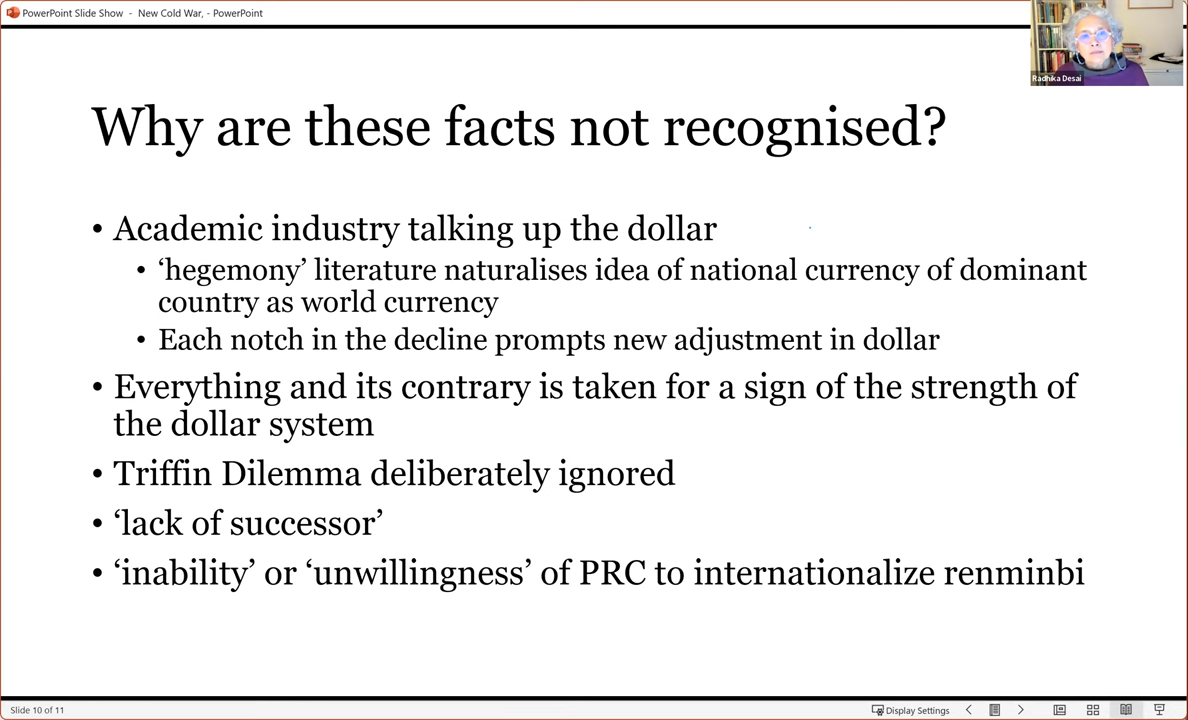 PowerPoint Slide Show - New Cold War, - PowerPoint
Radhika Desai
Why are these facts not recognised?
• Academic industry talking up the dollar
• ‘hegemony’ literature naturalises idea of national currency of dominant
country as world currency
• Each notch in the decline prompts new adjustment in dollar
• Everything and its contrary is taken for a sign of the strength of
the dollar system
• Triffin Dilemma deliberately ignored
• ‘lack of successor’
• ‘inability’ or ‘unwillingness’ of PRC to internationalize renminbi
Slide 10 of 11
Display Settings